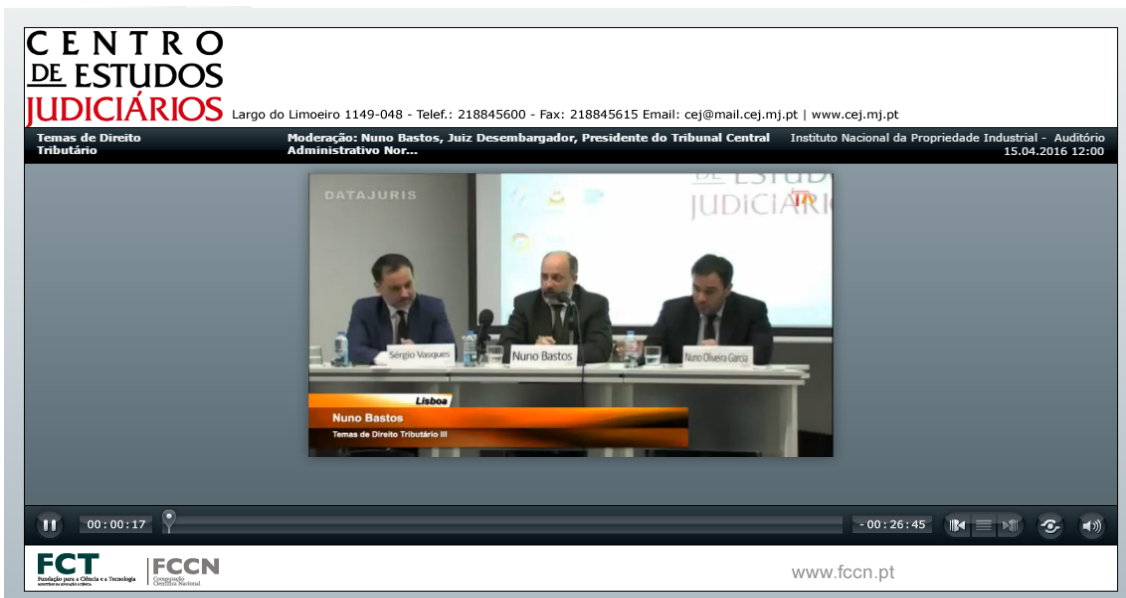 CENTRO
DE ESTUDOS
JUDICIÁRIOS
Largo do Limoeiro 1149-048 - Telef.: 218845600 - Fax: 218845615 Email: cej@mail.cej.mj.pt | www.cej.mj.pt
Temas de Direito
Tributário
Moderação: Nuno Bastos, Juiz Desembargador, Presidente do Tribunal Central
Administrativo Nor...
Instituto Nacional da Propriedade Industrial - Auditório
15.04.2016 12:00
DATAJURIS
DE ESTUD
JUDICIÁRI
Sérgio Vasques
Nuno Bastos
Nuno Oliveira Garcia
Lisboa
Nuno Bastos
Temas de Direito Tributário III
00:00:17
- 00:26:45
FCT
Fundação para a Ciência e a Tecnologia
FCCN
Computação
Científica Nacional
www.fccn.pt